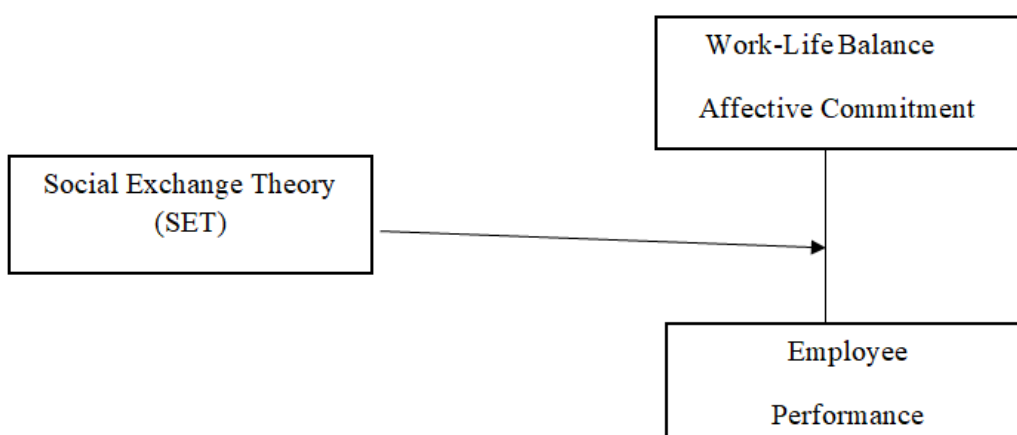 Work-Life Balance
Affective Commitment
Social Exchange Theory
(SET)
Employee
Performance